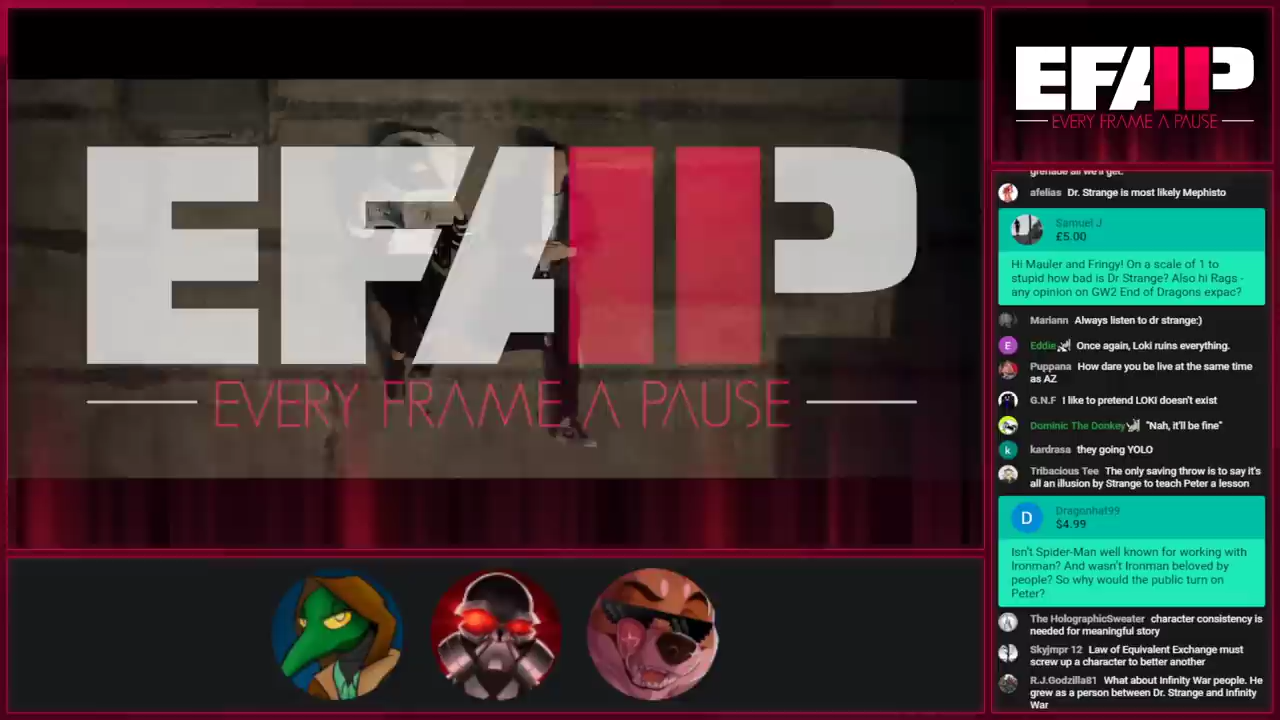 EFAP
EVERY FRAME A PAUSE
EFAP
EVERY FRAME A PAUSE
grenade all we'll get.
afelias Dr. Strange is most likely Mephisto
Samuel J
£5.00
Hi Mauler and Fringy! On a scale of 1 to
stupid how bad is Dr Strange? Also hi Rags -
any opinion on GW2 End of Dragons expac?
Mariann Always listen to dr strange:)
E
Eddie Once again, Loki ruins everything.
Puppana How dare you be live at the same time
as AZ
G.N.F I like to pretend LOKI doesn't exist
Dominic The Donkey "Nah, it'll be fine"
k
kardrasa they going YOLO
Tribacious Tee The only saving throw is to say it's
all an illusion by Strange to teach Peter a lesson
D
Dragonhat99
$4.99
Isn't Spider-Man well known for working with
Ironman? And wasn't Ironman beloved by
people? So why would the public turn on
Peter?
The HolographicSweater character consistency is
needed for meaningful story
Skyjmpr 12 Law of Equivalent Exchange must
screw up a character to better another
R.J.Godzilla81 What about Infinity War people. He
grew as a person between Dr. Strange and Infinity
War